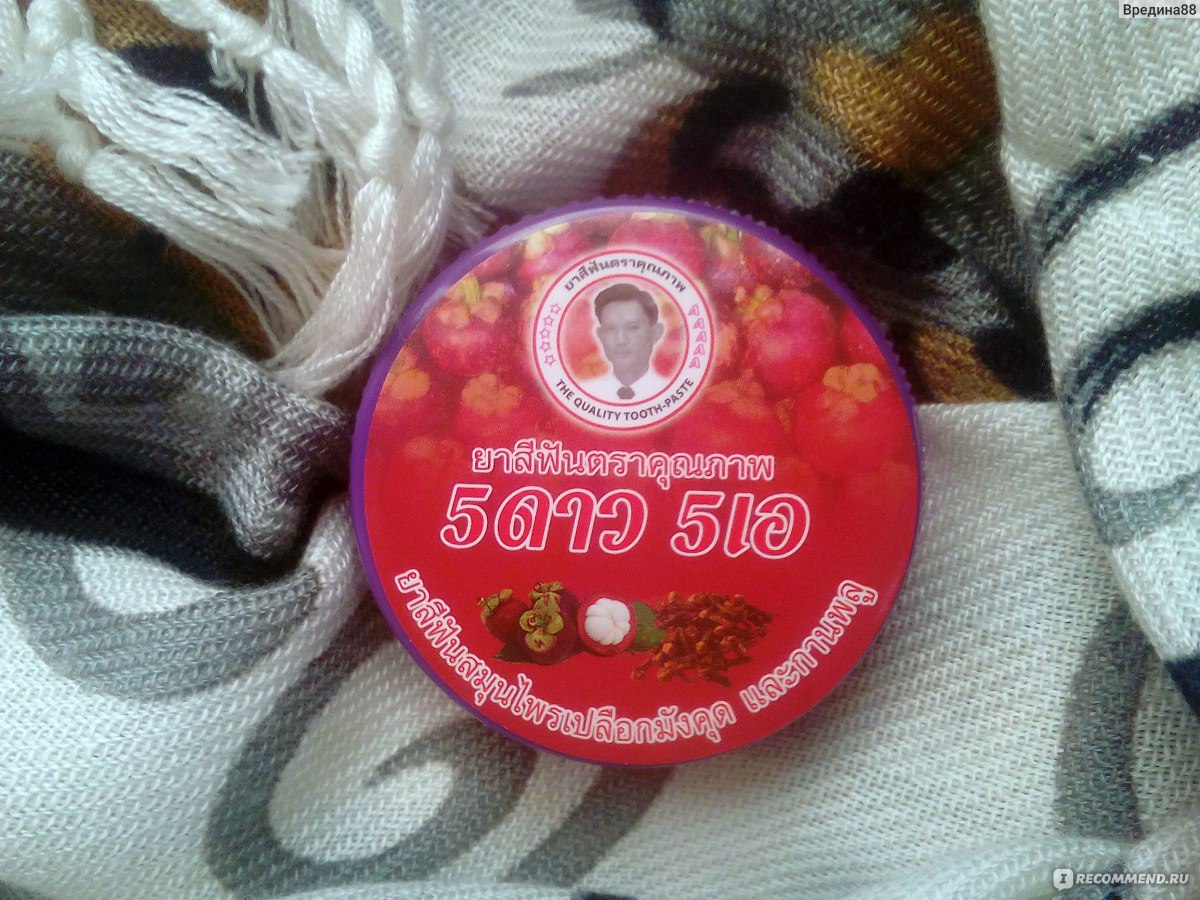 Вредина88
ยาสีฟันตราคุณภาพ
AAAAA
THE QUALITY TOOTH-PASTE
ยาสีฟันตราคุณภาพ
5ดาว 5เอ
ยาสีฟันสมุนไพรเปลือกมังคุด และกานพลู
IRECOMMEND.RU